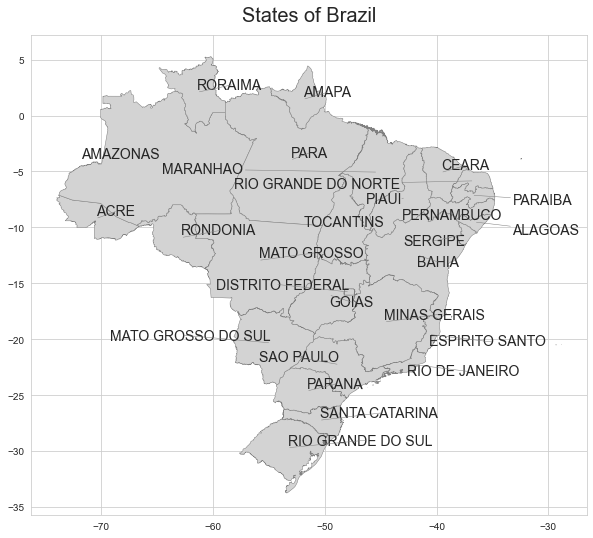 States of Brazil
5
RORAIMA
AMAPA
0
AMAZONAS
PARA
CEARA
MARANHAO
−5
RIO GRANDE DO NORTE
PIAUI
PARAIBA
ACRE
PERNAMBUCO
TOCANTINS
−10
RONDONIA
ALAGOAS
SERGIPE
MATO GROSSO
BAHIA
−15
DISTRITO FEDERAL
GOIAS
MINAS GERAIS
MATO GROSSO DO SUL
−20
ESPIRITO SANTO
SAO PAULO
RIO DE JANEIRO
PARANA
−25
SANTA CATARINA
RIO GRANDE DO SUL
−30
−35
−70 −60 −50 −40 −30